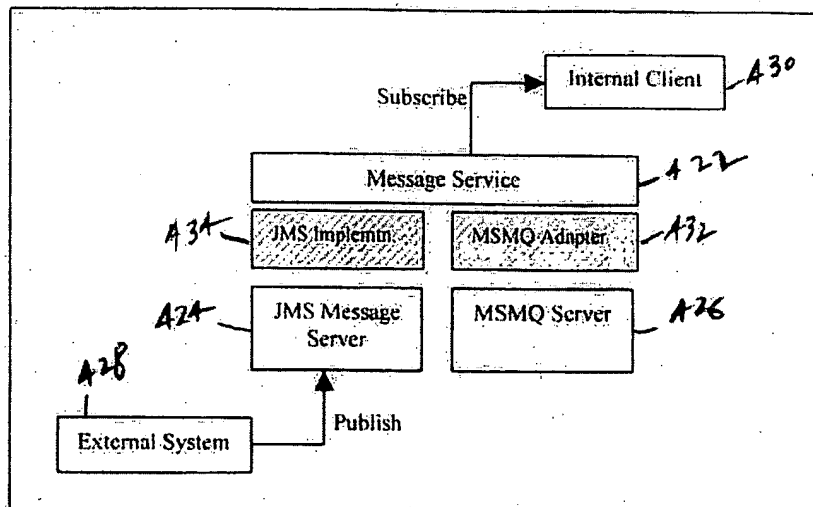 Internal Client
A30
Subscribe
Message Service
A22
A34
JMS Implemtn.
MSMQ Adapter
A32
A24
JMS Message
Server
MSMQ Server
A26
A28
External System
Publish